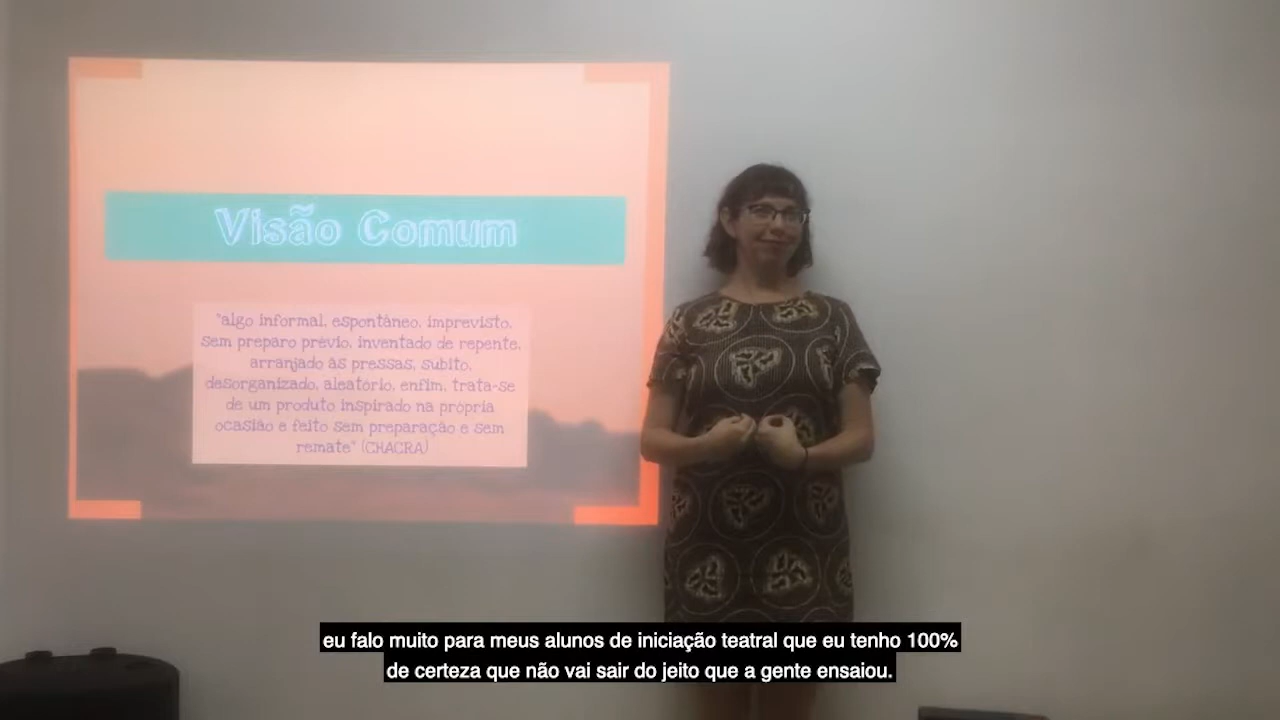 Visão Comum
"algo informal, espontâneo, imprevisto,
sem preparo prévio, inventado de repente,
arranjado às pressas, súbito,
desorganizado, aleatório, enfim, trata-se
de um produto inspirado na própria
ocasião e feito sem preparação e sem
remate" (CHACRA)
eu falo muito para meus alunos de iniciação teatral que eu tenho 100%
de certeza que não vai sair do jeito que a gente ensaiou.